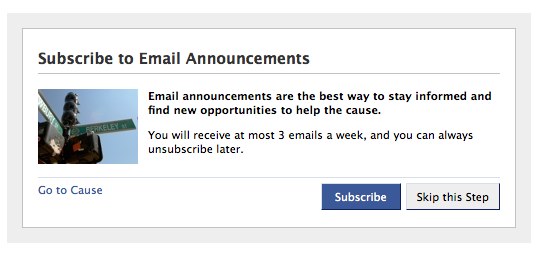 Subscribe to Email Announcements
Email announcements are the best way to stay informed and
find new opportunities to help the cause.
BERKELEY
You will receive at most 3 emails a week, and you can always
unsubscribe later.
Go to Cause
Subscribe
Skip this Step